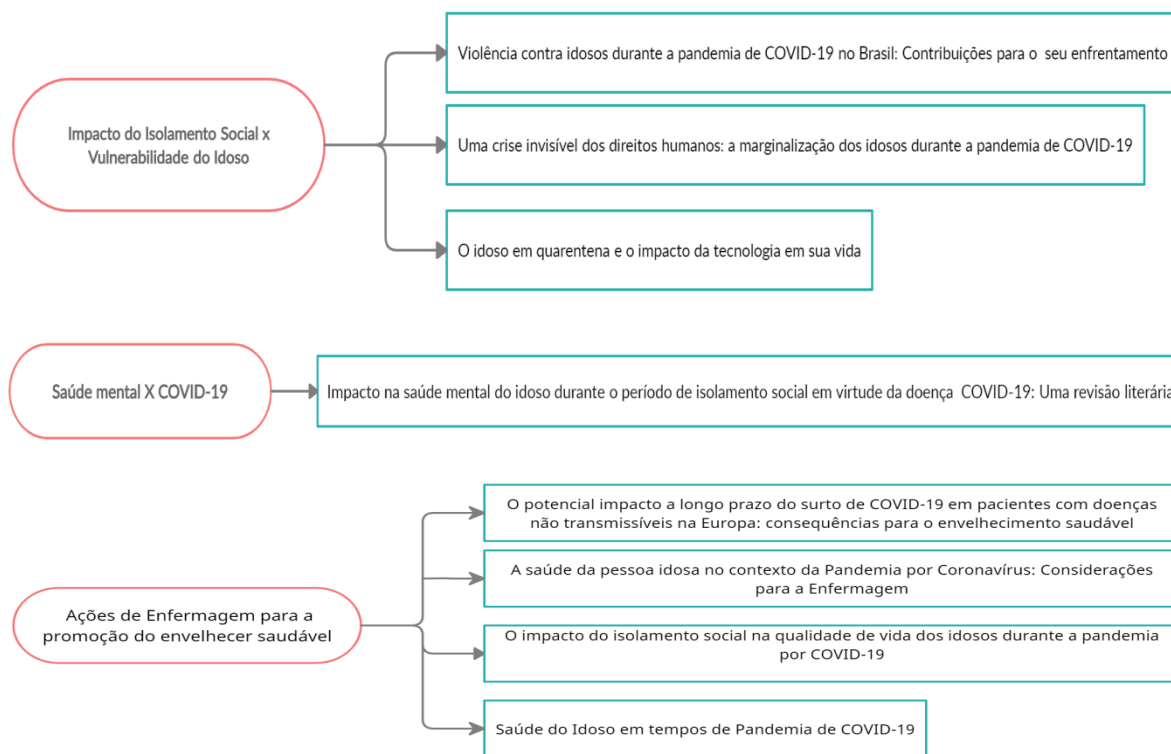 Impacto do Isolamento Social x
Vulnerabilidade do Idoso
Violência contra idosos durante a pandemia de COVID-19 no Brasil: Contribuições para o seu enfrentamento
Uma crise invisível dos direitos humanos: a marginalização dos idosos durante a pandemia de COVID-19
O idoso em quarentena e o impacto da tecnologia em sua vida
Saúde mental X COVID-19
Impacto na saúde mental do idoso durante o período de isolamento social em virtude da doença COVID-19: Uma revisão literária
Ações de Enfermagem para a
promoção do envelhecer saudável
O potencial impacto a longo prazo do surto de COVID-19 em pacientes com doenças
não transmissíveis na Europa: consequências para o envelhecimento saudável
A saúde da pessoa idosa no contexto da Pandemia por Coronavírus: Considerações
para a Enfermagem
O impacto do isolamento social na qualidade de vida dos idosos durante a pandemia
por COVID-19
Saúde do Idoso em tempos de Pandemia de COVID-19